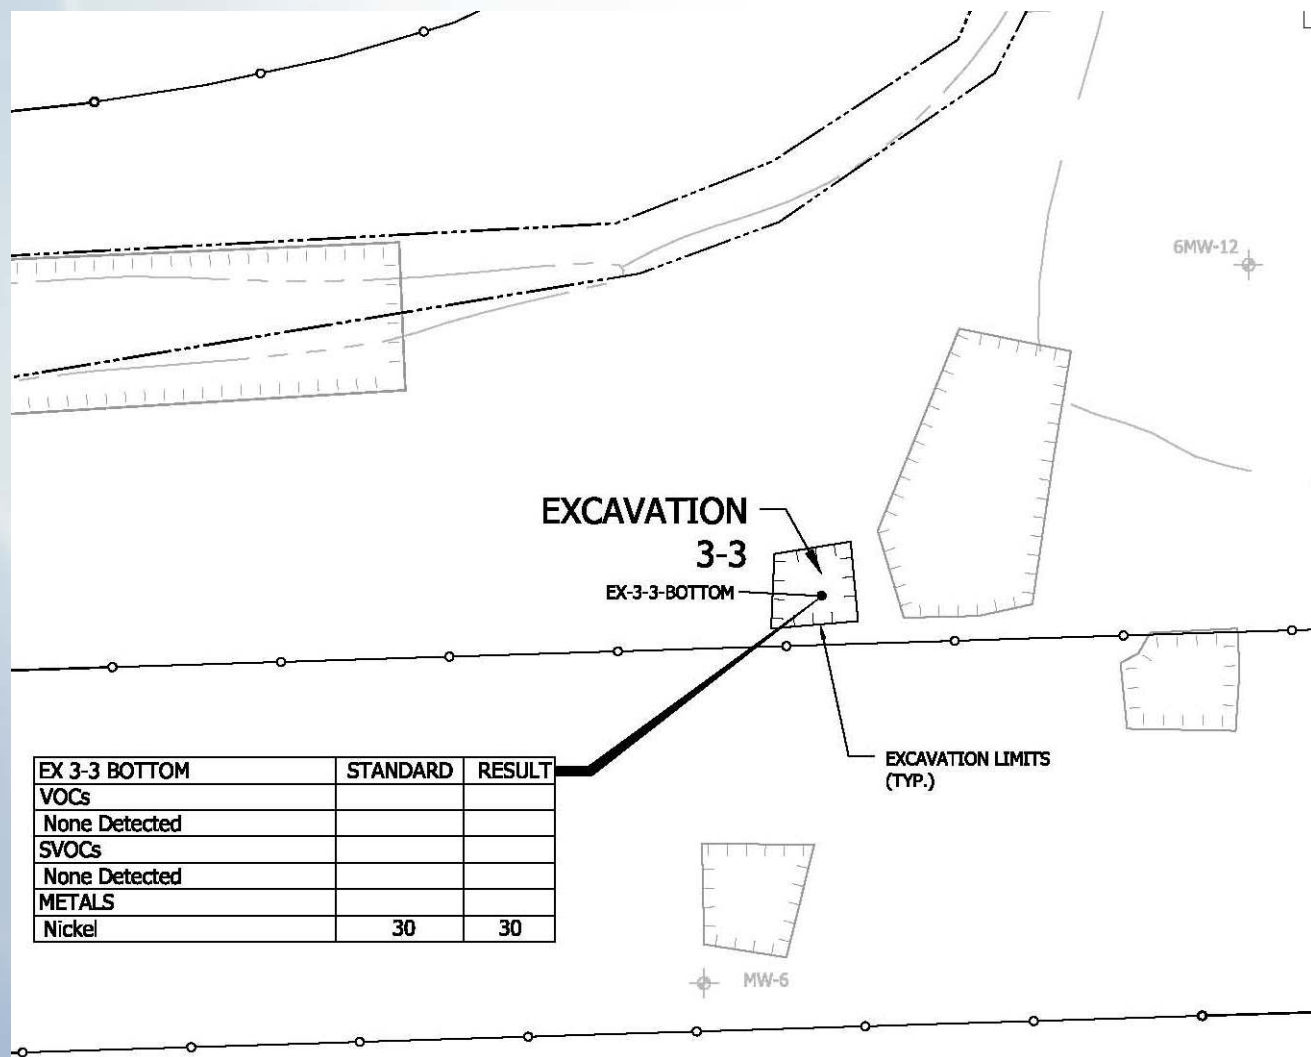 6MW-12
EXCAVATION
3-3
EX-3-3-BOTTOM
EXCAVATION LIMITS
(TYP.)
EX 3-3 BOTTOM STANDARD RESULT
VOCs
None Detected
SVOCs
None Detected
METALS
Nickel 30 30
MW-6